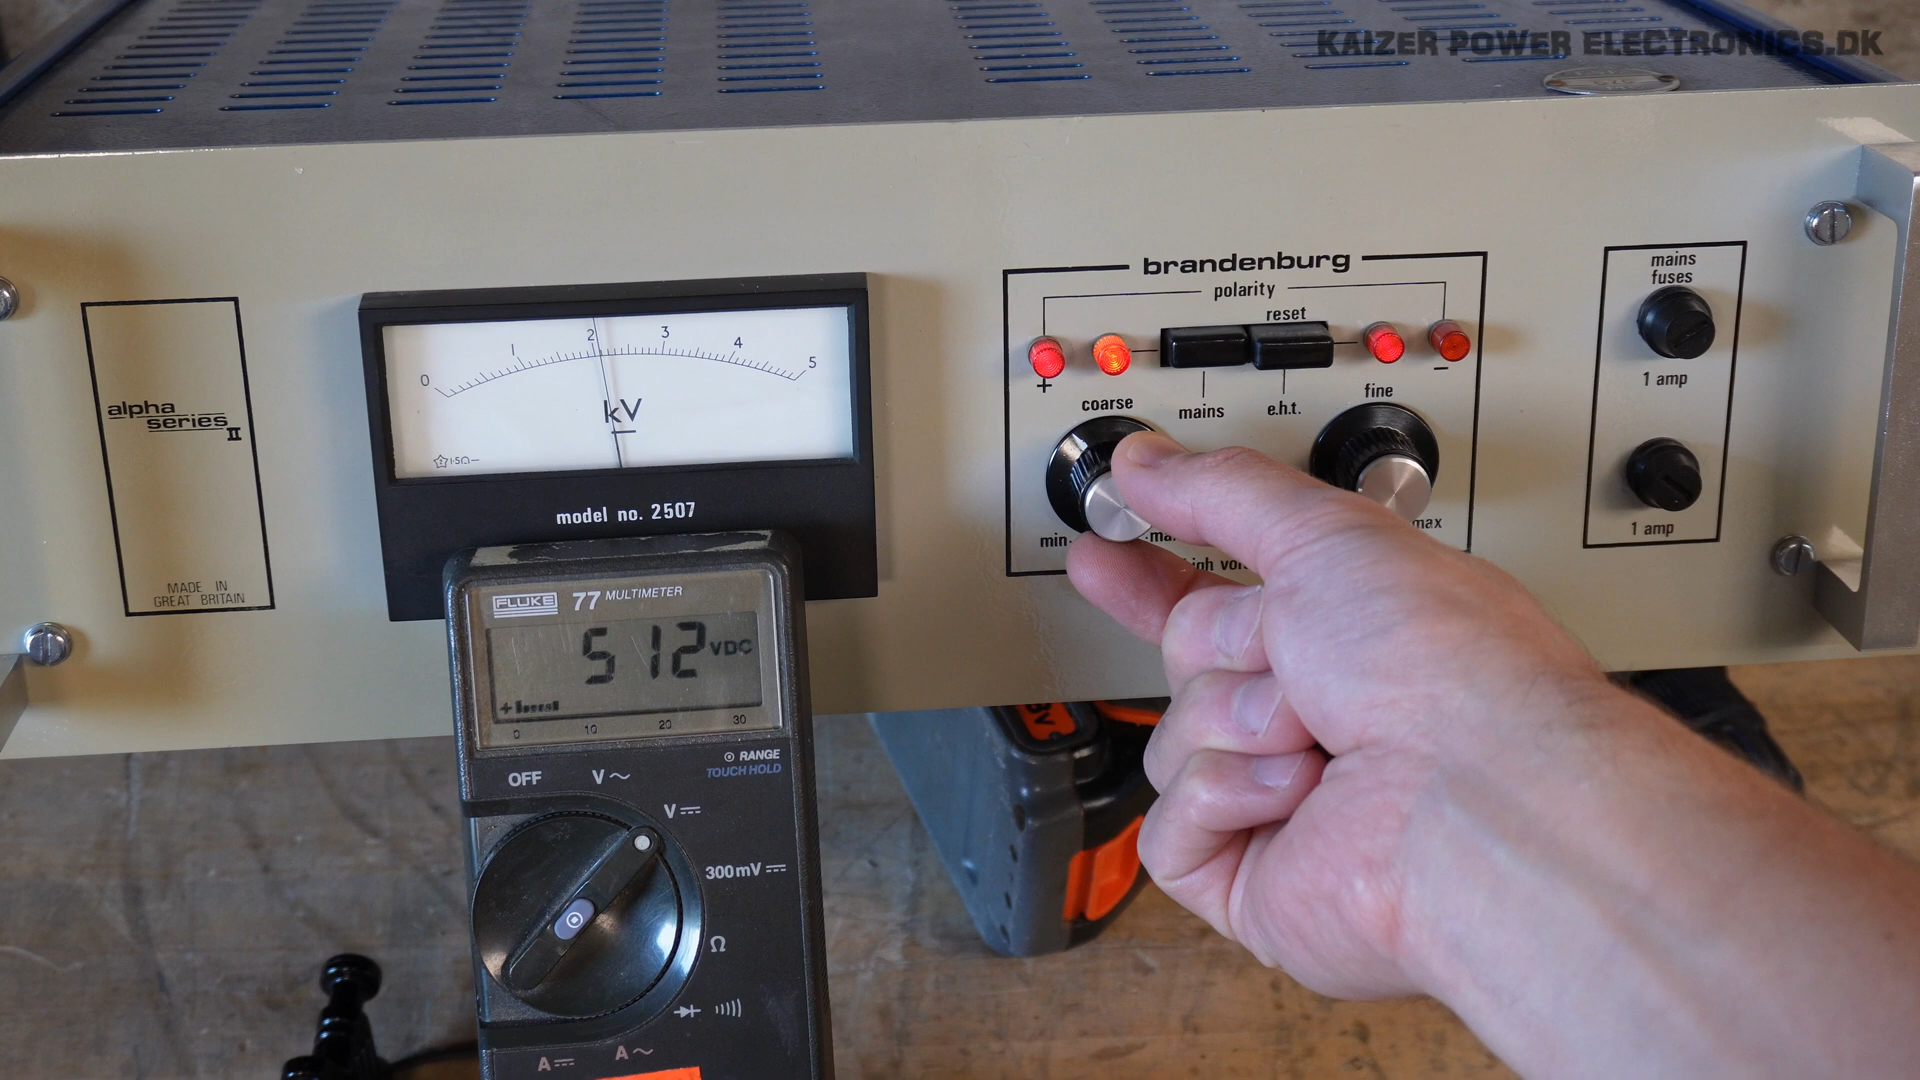 KAIZER POWER ELECTRONICS.DK
alpha
series
II
MADE IN
GREAT BRITAIN
0 1 2 3 4 5
kV
1·5
model no. 2507
brandenburg
polarity
reset
+
−
coarse
mains
e.h.t.
fine
min.
max
mains
fuses
1 amp
1 amp
FLUKE 77 MULTIMETER
512 VDC
+
0 10 20 30
RANGE
TOUCH HOLD
OFF
V~
V
300mV
Ω
A
A~